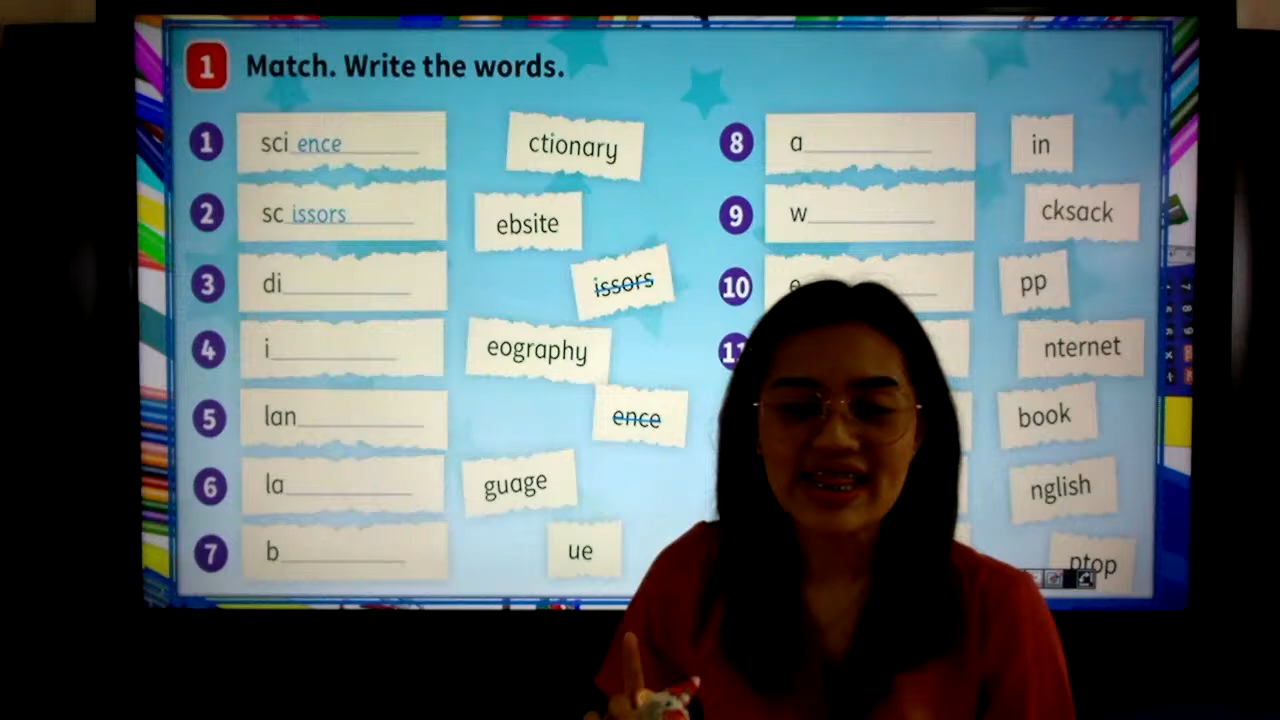 1 Match. Write the words.
1 sci ence
2 sc issors
3 di
4 i
5 lan
6 la
7 b
ctionary
ebsite
issors
eography
ence
guage
ue
8 a
9 w
10
11
in
cksack
pp
nternet
book
nglish
ptop